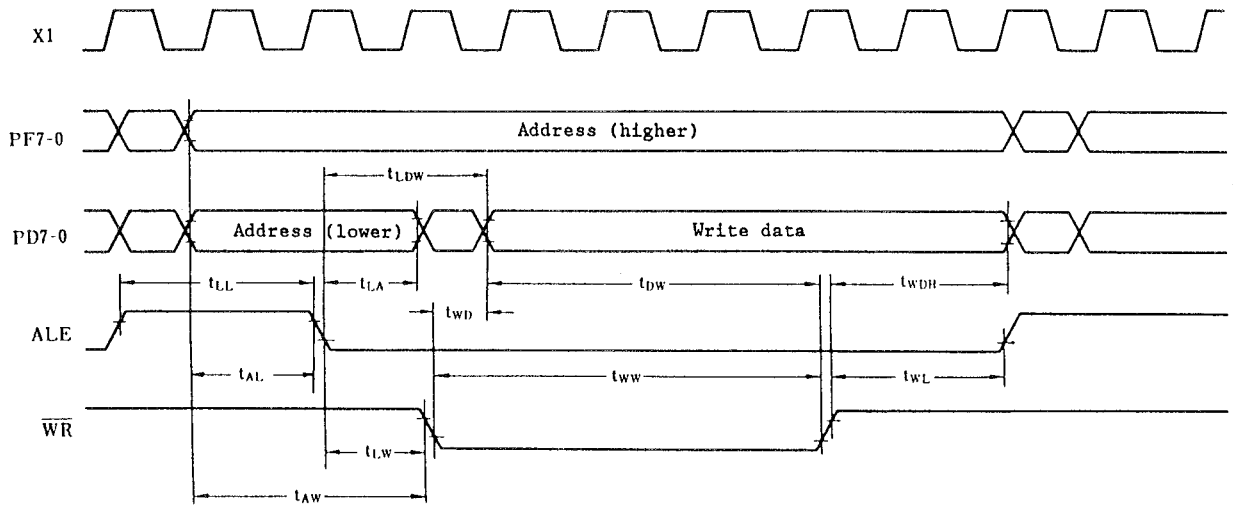 X1
PF7-0
Address (higher)
tLDW
PD7-0
Address (lower)
Write data
tLL
tLA
tWD
tDW
tWDH
ALE
tAL
tWW
tWL
WR
tLW
tAW